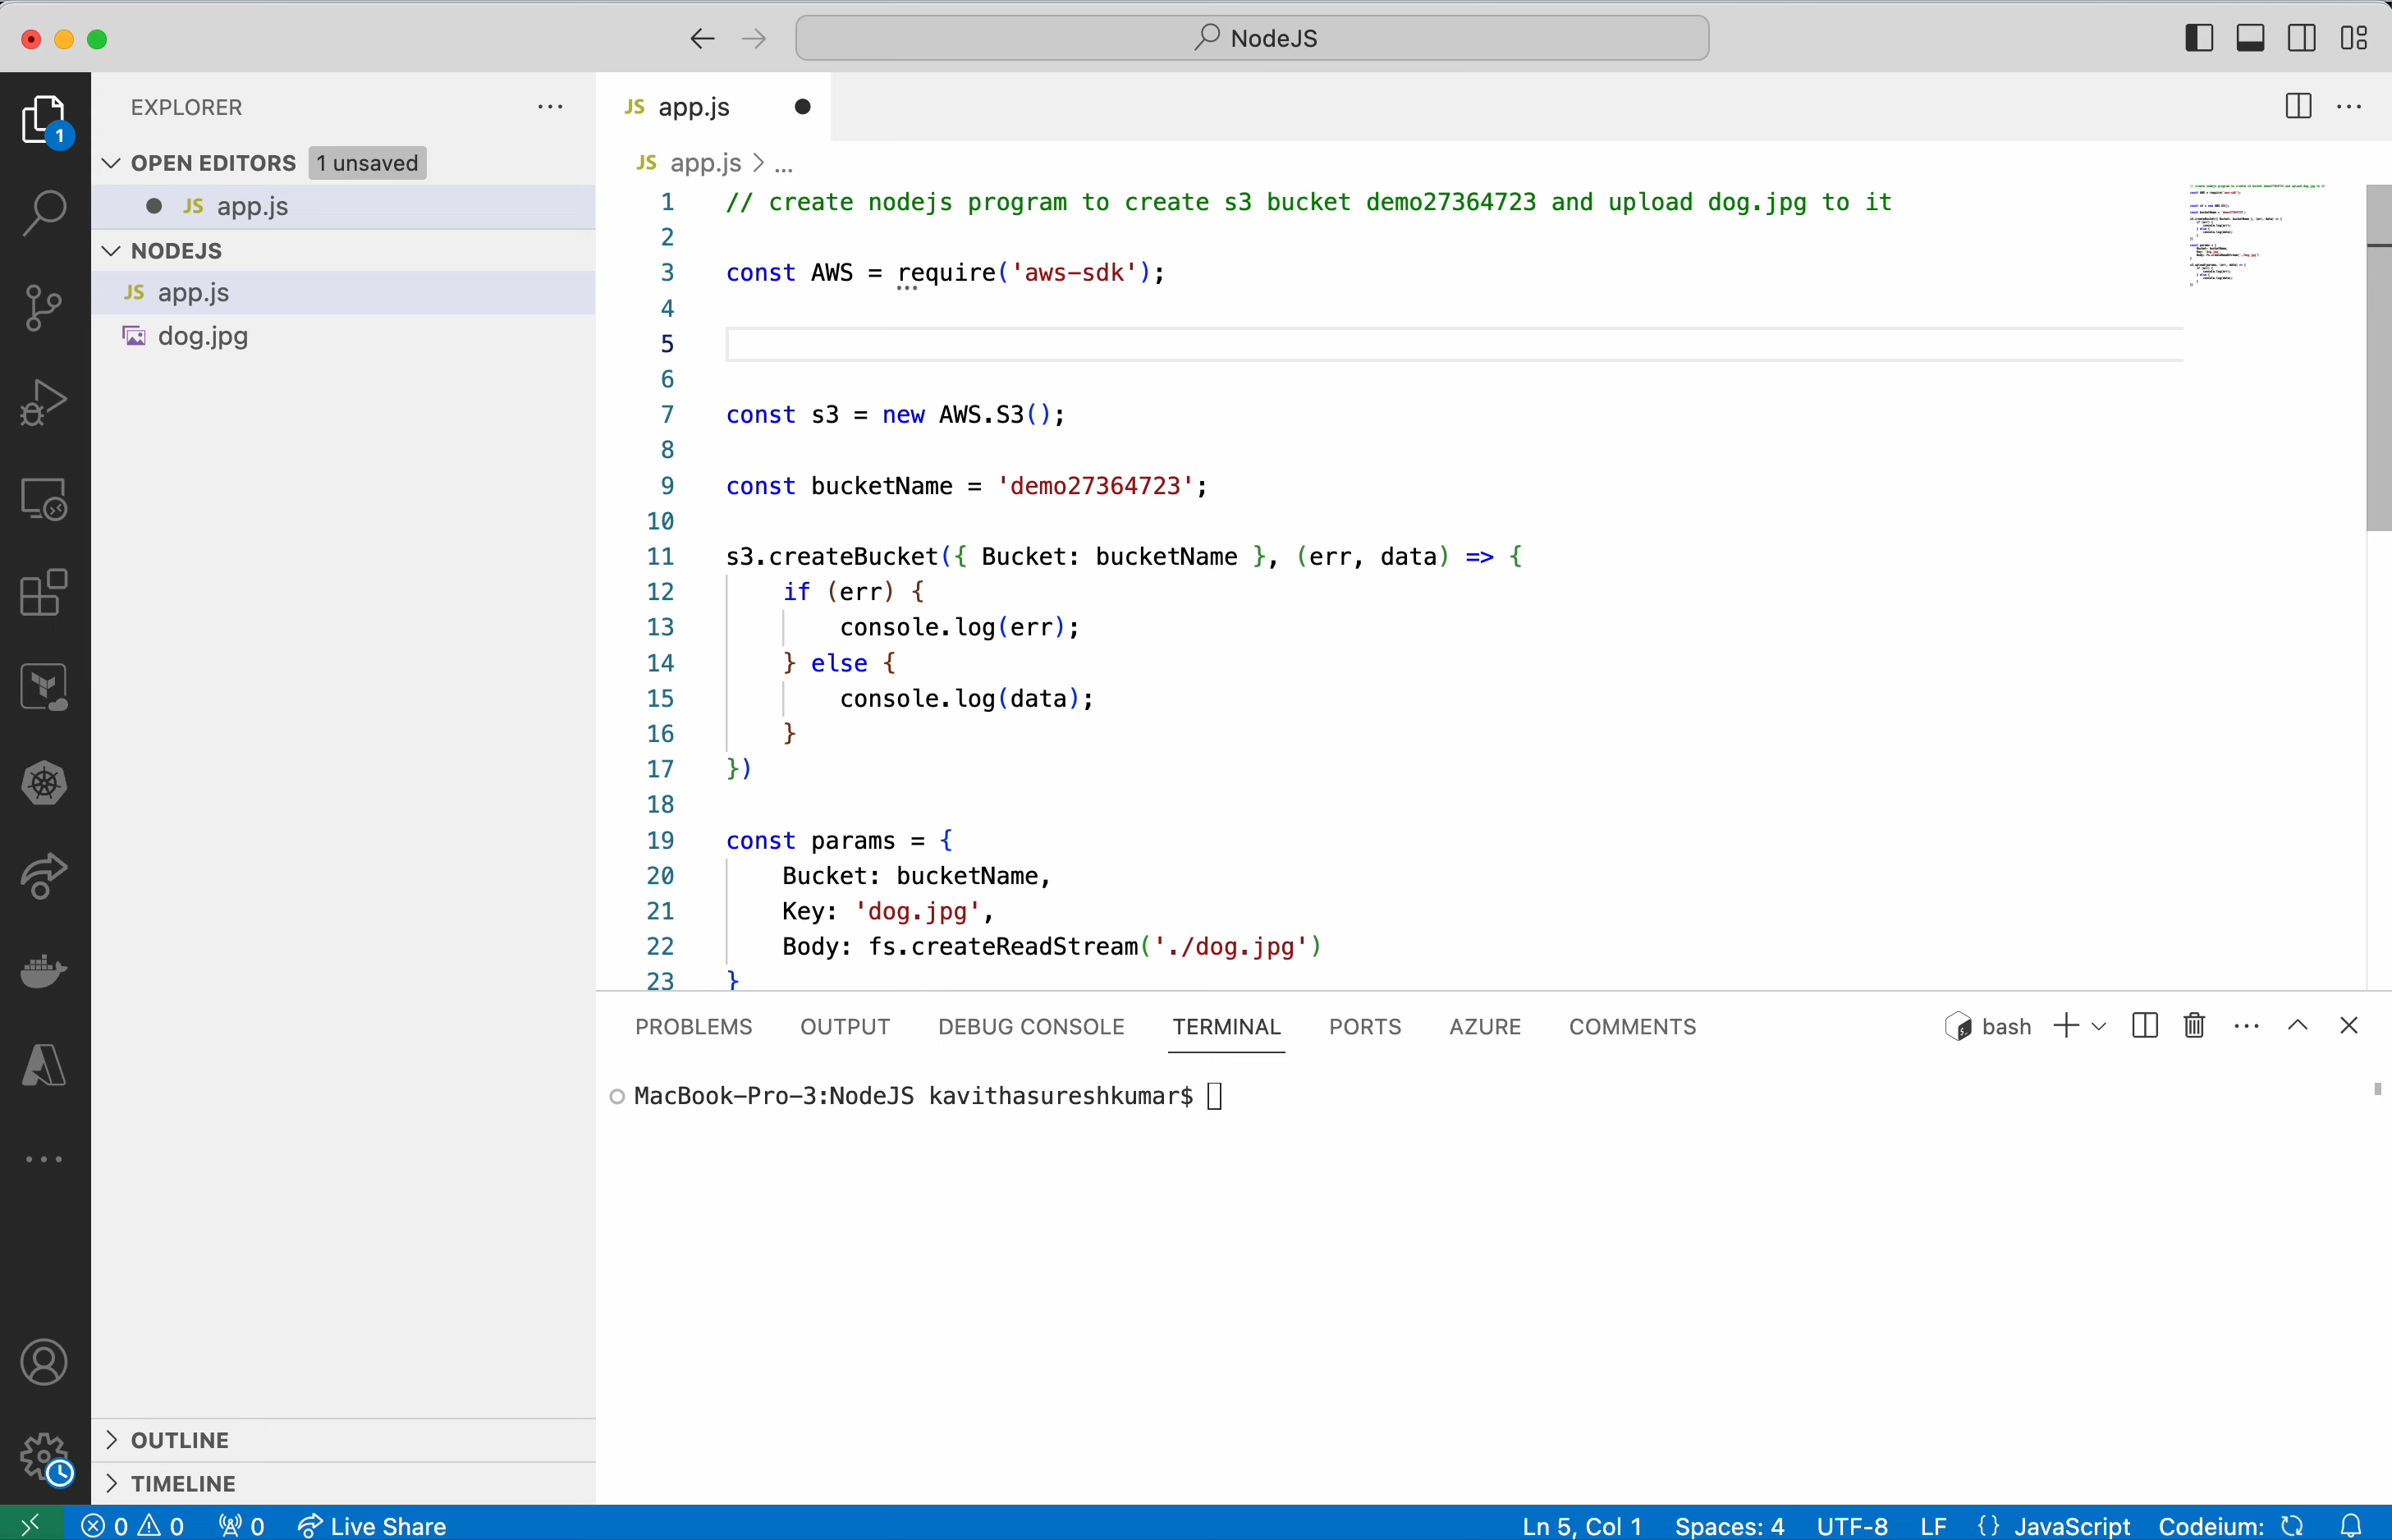 NodeJS
EXPLORER
1
OPEN EDITORS 1 unsaved
JS app.js
NODEJS
JS app.js
dog.jpg
OUTLINE
TIMELINE
JS app.js
JS app.js > ...
1 // create nodejs program to create s3 bucket demo27364723 and upload dog.jpg to it
2
3 const AWS = require('aws-sdk');
4
5
6
7 const s3 = new AWS.S3();
8
9 const bucketName = 'demo27364723';
10
11 s3.createBucket({ Bucket: bucketName }, (err, data) => {
12 if (err) {
13 console.log(err);
14 } else {
15 console.log(data);
16 }
17 })
18
19 const params = {
20 Bucket: bucketName,
21 Key: 'dog.jpg',
22 Body: fs.createReadStream('./dog.jpg')
23 }
PROBLEMS OUTPUT DEBUG CONSOLE TERMINAL PORTS AZURE COMMENTS bash
MacBook-Pro-3:NodeJS kavithasureshkumar$
0 0 0 Live Share Ln 5, Col 1 Spaces: 4 UTF-8 LF {} JavaScript Codeium: